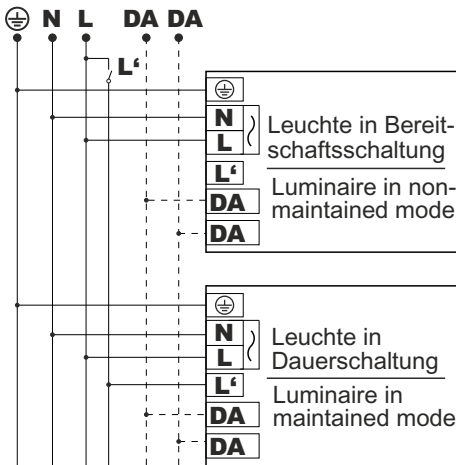 N L DA DA
L‘
N
L
L‘
DA
DA
Leuchte in Bereit-
schaftsschaltung
Luminaire in non-
maintained mode
N
L
L‘
DA
DA
Leuchte in
Dauerschaltung
Luminaire in
maintained mode